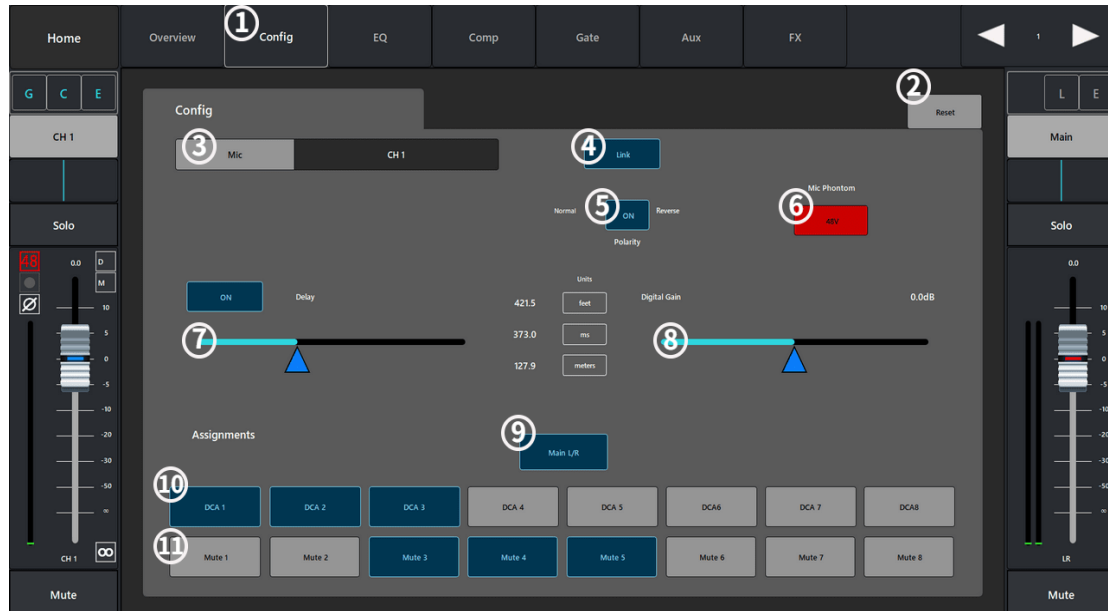 Home Overview ① Config EQ Comp Gate Aux FX ◀ 1 ▶
G C E
L E
② Reset
Config
CH 1
Main
③ Mic CH 1
④ Link
Mic Phontom
Normal ⑤ ON Reverse
⑥ 48V
Polarity
Solo
Solo
48 0.0 D
M
0.0
Units
ON Delay
421.5 feet
Digital Gain 0.0dB
⑦
373.0 ms
⑧
127.9 meters
10
5
0
-5
-10
-20
-30
-50
∞
10
5
0
-5
-10
-20
-30
-50
∞
Assignments
⑨ Main L/R
⑩ DCA 1 DCA 2 DCA 3 DCA 4 DCA 5 DCA6 DCA 7 DCA8
⑪ Mute 1 Mute 2 Mute 3 Mute 4 Mute 5 Mute 6 Mute 7 Mute 8
CH 1
LR
Mute
Mute